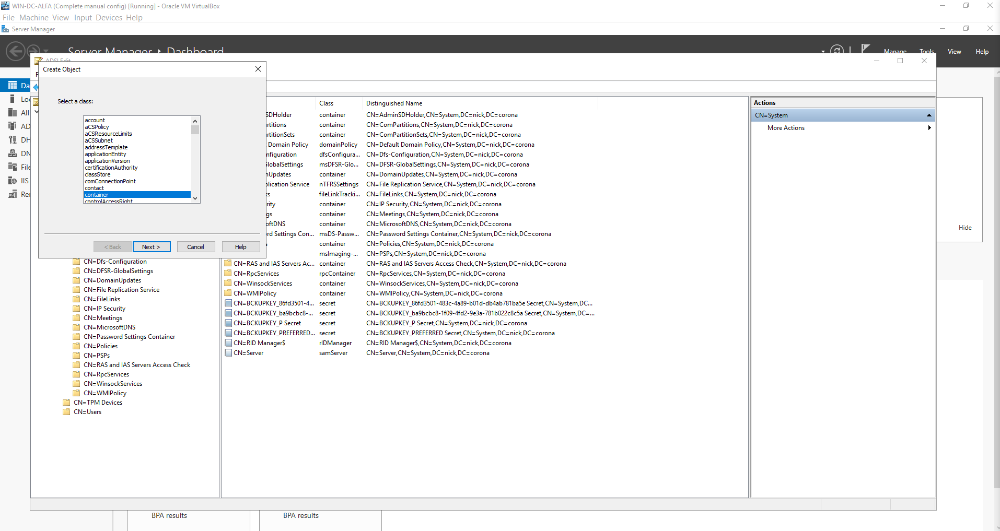 WIN-DC-ALFA (Complete manual config) [Running] - Oracle VM VirtualBox
File Machine View Input Devices Help
Server Manager
Server Manager ‣ Dashboard
Manage Tools View Help
ADSI Edit
Create Object
Select a class:
account
aCSPolicy
aCSResourceLimits
aCSSubnet
addressTemplate
applicationEntity
applicationVersion
certificationAuthority
classStore
comConnectionPoint
contact
container
controlAccessRight
< Back Next > Cancel Help
Da
Loc
All
AD
DH
DN
File
IIS
Re
CN=Dfs-Configuration
CN=DFSR-GlobalSettings
CN=DomainUpdates
CN=File Replication Service
CN=FileLinks
CN=IP Security
CN=Meetings
CN=MicrosoftDNS
CN=Password Settings Container
CN=Policies
CN=PSPs
CN=RAS and IAS Servers Access Check
CN=RpcServices
CN=WinsockServices
CN=WMIPolicy
CN=TPM Devices
CN=Users
Class Distinguished Name
SDHolder container CN=AdminSDHolder,CN=System,DC=nick,DC=corona
rtitions container CN=ComPartitions,CN=System,DC=nick,DC=corona
rtitionSets container CN=ComPartitionSets,CN=System,DC=nick,DC=corona
t Domain Policy domainPolicy CN=Default Domain Policy,CN=System,DC=nick,DC=corona
nfiguration dfsConfigura... CN=Dfs-Configuration,CN=System,DC=nick,DC=corona
GlobalSettings msDFSR-Glo... CN=DFSR-GlobalSettings,CN=System,DC=nick,DC=corona
nUpdates container CN=DomainUpdates,CN=System,DC=nick,DC=corona
plication Service nTFRSSettings CN=File Replication Service,CN=System,DC=nick,DC=corona
ks fileLinkTracki... CN=FileLinks,CN=System,DC=nick,DC=corona
rity container CN=IP Security,CN=System,DC=nick,DC=corona
gs container CN=Meetings,CN=System,DC=nick,DC=corona
softDNS container CN=MicrosoftDNS,CN=System,DC=nick,DC=corona
rd Settings Con... msDS-Passw... CN=Password Settings Container,CN=System,DC=nick,DC=corona
s container CN=Policies,CN=System,DC=nick,DC=corona
msImaging-... CN=PSPs,CN=System,DC=nick,DC=corona
CN=RAS and IAS Servers Ac... container CN=RAS and IAS Servers Access Check,CN=System,DC=nick,DC=corona
CN=RpcServices rpcContainer CN=RpcServices,CN=System,DC=nick,DC=corona
CN=WinsockServices container CN=WinsockServices,CN=System,DC=nick,DC=corona
CN=WMIPolicy container CN=WMIPolicy,CN=System,DC=nick,DC=corona
CN=BCKUPKEY_86fd3501-4... secret CN=BCKUPKEY_86fd3501-483c-4a89-b01d-db4ab781ba5e Secret,CN=System,DC...
CN=BCKUPKEY_ba9bcbc8-... secret CN=BCKUPKEY_ba9bcbc8-1f09-4fd2-9e3a-781b022c8c5a Secret,CN=System,DC=...
CN=BCKUPKEY_P Secret secret CN=BCKUPKEY_P Secret,CN=System,DC=nick,DC=corona
CN=BCKUPKEY_PREFERRED... secret CN=BCKUPKEY_PREFERRED Secret,CN=System,DC=nick,DC=corona
CN=RID Manager$ rIDManager CN=RID Manager$,CN=System,DC=nick,DC=corona
CN=Server samServer CN=Server,CN=System,DC=nick,DC=corona
Actions
CN=System
More Actions
Hide
BPA results
BPA results